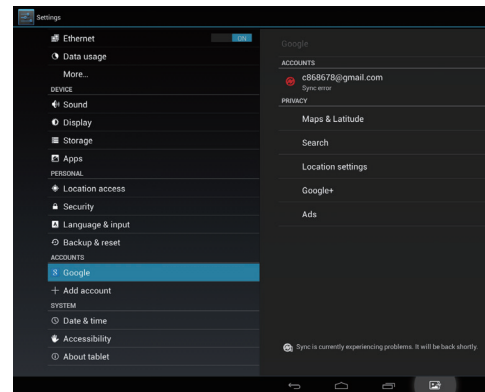 Settings
Ethernet
ON
Data usage
More...
DEVICE
Sound
Display
Storage
Apps
PERSONAL
Location access
Security
Language & input
Backup & reset
ACCOUNTS
Google
Add account
SYSTEM
Date & time
Accessibility
About tablet
Google
ACCOUNTS
c868678@gmail.com
Sync error
PRIVACY
Maps & Latitude
Search
Location settings
Google+
Ads
Sync is currently experiencing problems. It will be back shortly.